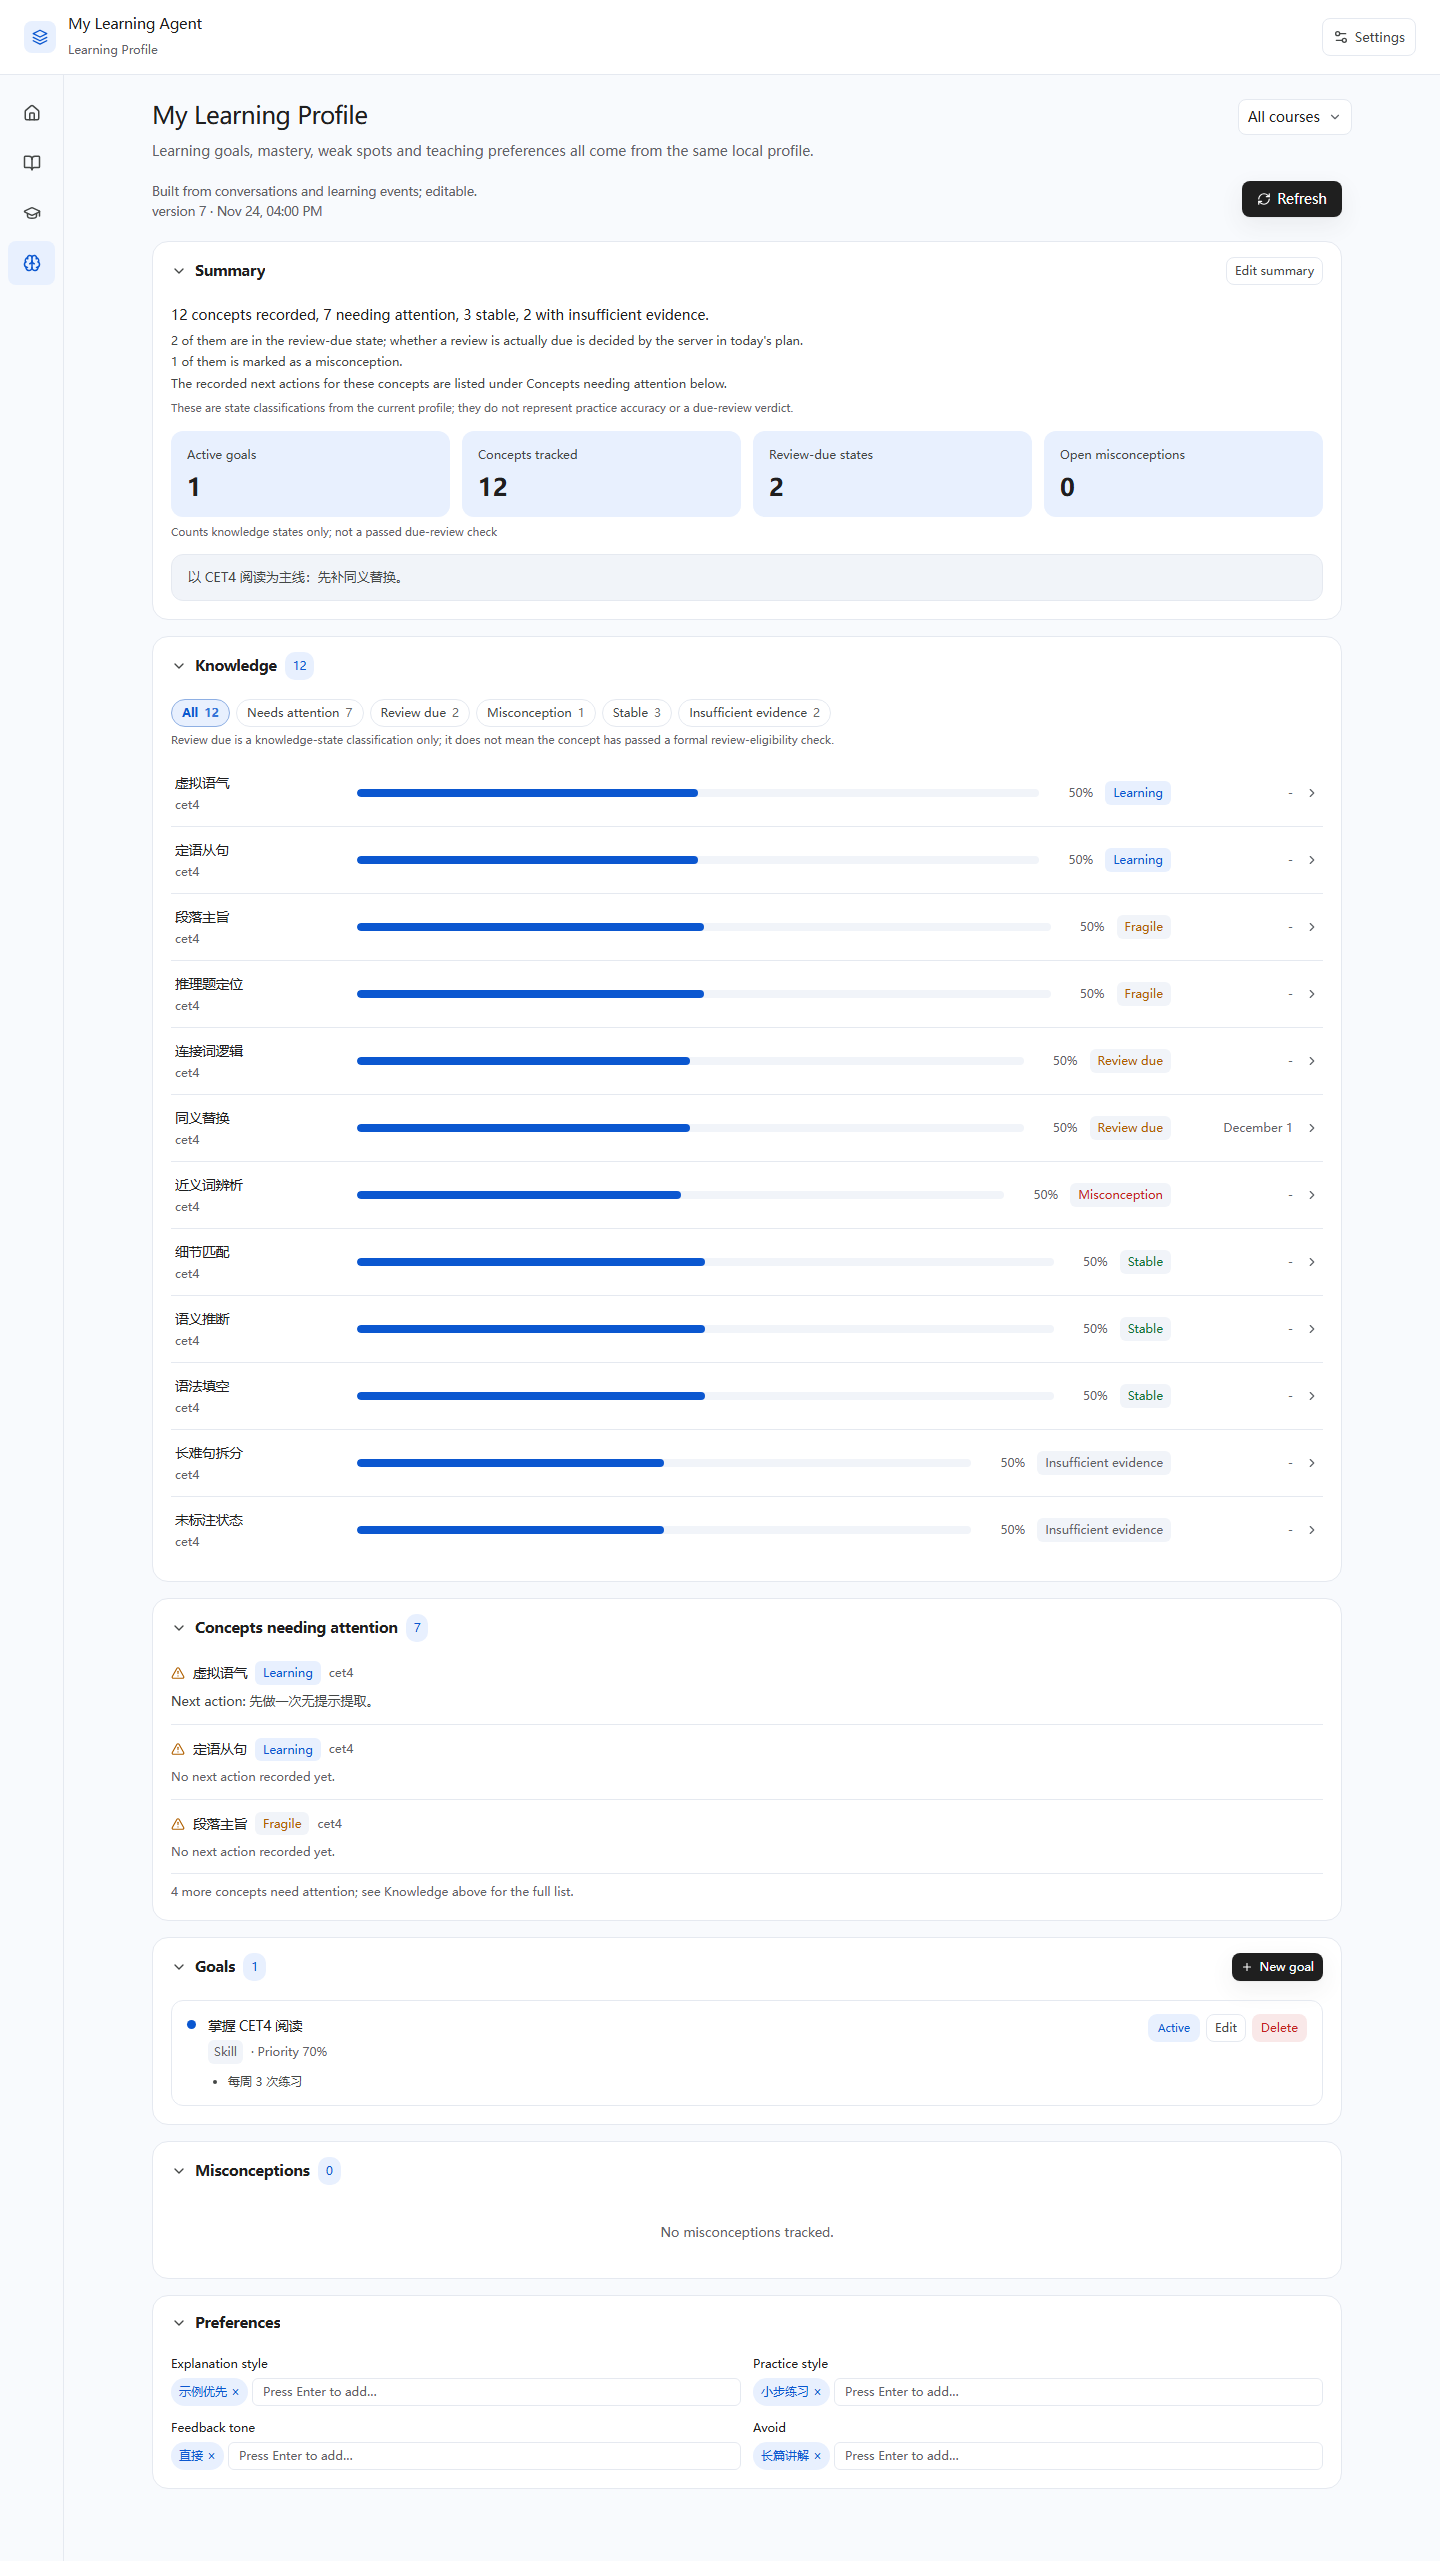 My Learning Agent
Learning Profile
Settings
My Learning Profile
All courses
Learning goals, mastery, weak spots and teaching preferences all come from the same local profile.
Built from conversations and learning events; editable.
version 7 · Nov 24, 04:00 PM
Refresh
Summary
Edit summary
12 concepts recorded, 7 needing attention, 3 stable, 2 with insufficient evidence.
2 of them are in the review-due state; whether a review is actually due is decided by the server in today's plan.
1 of them is marked as a misconception.
The recorded next actions for these concepts are listed under Concepts needing attention below.
These are state classifications from the current profile; they do not represent practice accuracy or a due-review verdict.
Active goals
1
Concepts tracked
12
Review-due states
2
Open misconceptions
0
Counts knowledge states only; not a passed due-review check
以 CET4 阅读为主线：先补同义替换。
Knowledge 12
All 12 Needs attention 7 Review due 2 Misconception 1 Stable 3 Insufficient evidence 2
Review due is a knowledge-state classification only; it does not mean the concept has passed a formal review-eligibility check.
虚拟语气
cet4
50% Learning -
定语从句
cet4
50% Learning -
段落主旨
cet4
50% Fragile -
推理题定位
cet4
50% Fragile -
连接词逻辑
cet4
50% Review due -
同义替换
cet4
50% Review due December 1
近义词辨析
cet4
50% Misconception -
细节匹配
cet4
50% Stable -
语义推断
cet4
50% Stable -
语法填空
cet4
50% Stable -
长难句拆分
cet4
50% Insufficient evidence -
未标注状态
cet4
50% Insufficient evidence -
Concepts needing attention 7
虚拟语气 Learning cet4
Next action: 先做一次无提示提取。
定语从句 Learning cet4
No next action recorded yet.
段落主旨 Fragile cet4
No next action recorded yet.
4 more concepts need attention; see Knowledge above for the full list.
Goals 1
New goal
掌握 CET4 阅读
Active Edit Delete
Skill · Priority 70%
• 每周 3 次练习
Misconceptions 0
No misconceptions tracked.
Preferences
Explanation style
示例优先 × Press Enter to add...
Practice style
小步练习 × Press Enter to add...
Feedback tone
直接 × Press Enter to add...
Avoid
长篇讲解 × Press Enter to add...